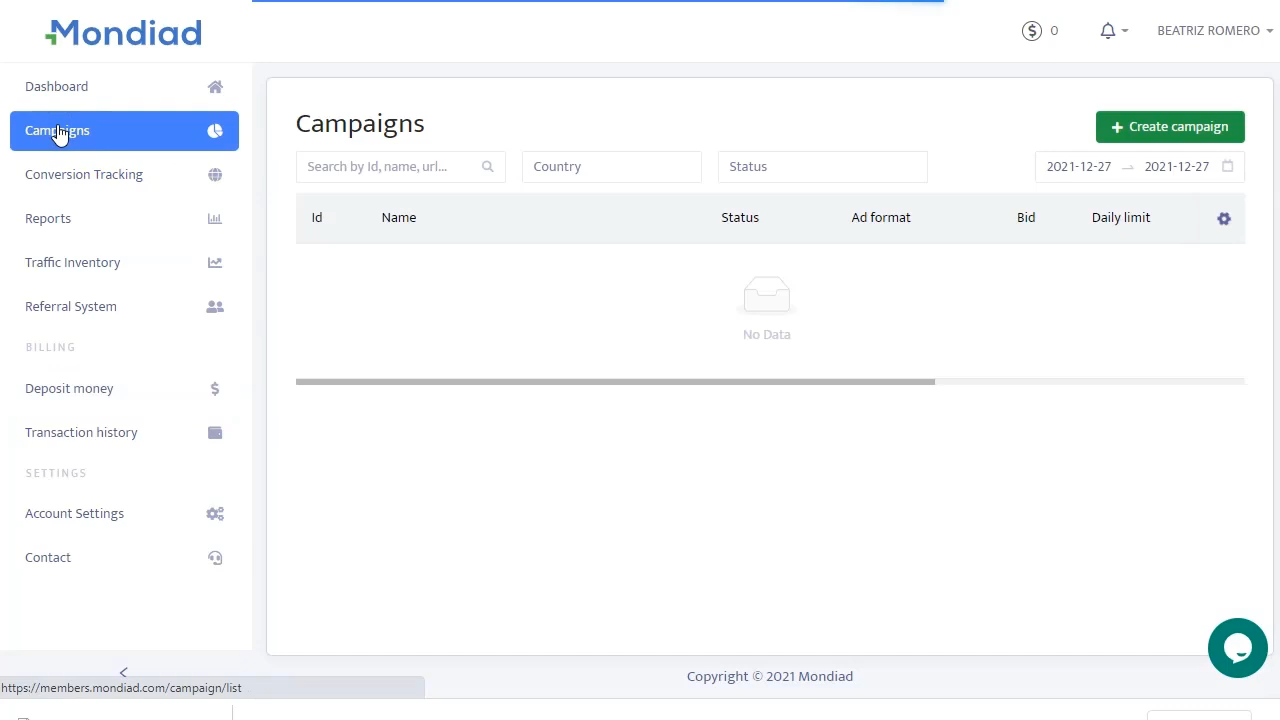 Mondiad
0
BEATRIZ ROMERO
Dashboard
Campaigns
Conversion Tracking
Reports
Traffic Inventory
Referral System
BILLING
Deposit money
Transaction history
SETTINGS
Account Settings
Contact
Campaigns
Create campaign
Search by Id, name, url...
Country
Status
2021-12-27
2021-12-27
Id
Name
Status
Ad format
Bid
Daily limit
No Data
Copyright © 2021 Mondiad
https://members.mondiad.com/campaign/list